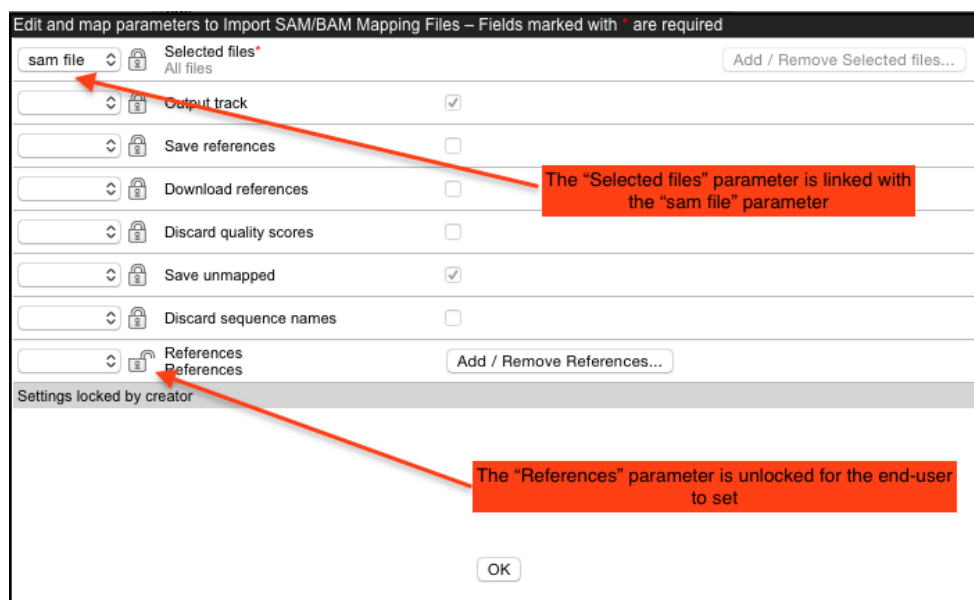 Edit and map parameters to Import SAM/BAM Mapping Files – Fields marked with * are required
sam file
Selected files*
All files
Add / Remove Selected files...
Output track
Save references
Download references
The “Selected files” parameter is linked with
the “sam file” parameter
Discard quality scores
Save unmapped
Discard sequence names
References
References
Add / Remove References...
Settings locked by creator
The “References” parameter is unlocked for the end-user
to set
OK